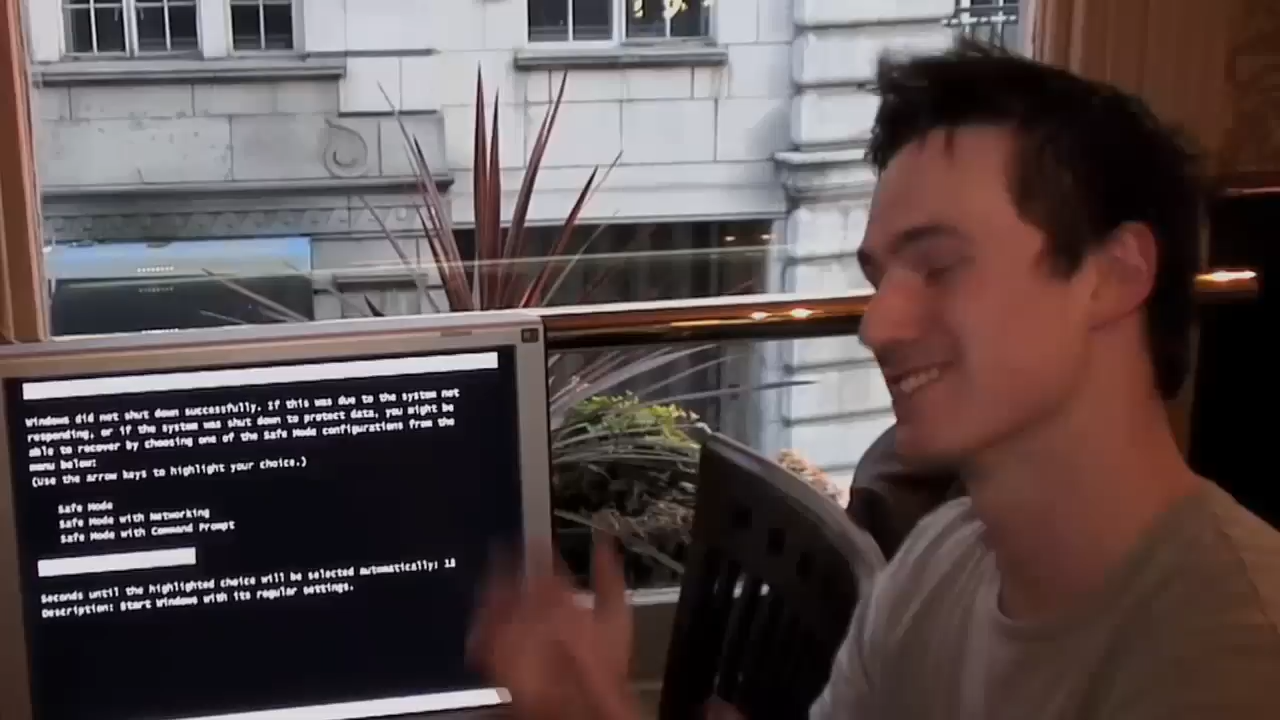 Windows did not shut down successfully. If this was due to the system not
responding, or if the system was shut down to protect data, you might be
able to recover by choosing one of the Safe Mode configurations from the
menu below:
(Use the arrow keys to highlight your choice.)
Safe Mode
Safe Mode with Networking
Safe Mode with Command Prompt
Seconds until the highlighted choice will be selected automatically: 18
Description: Start Windows with its regular settings.